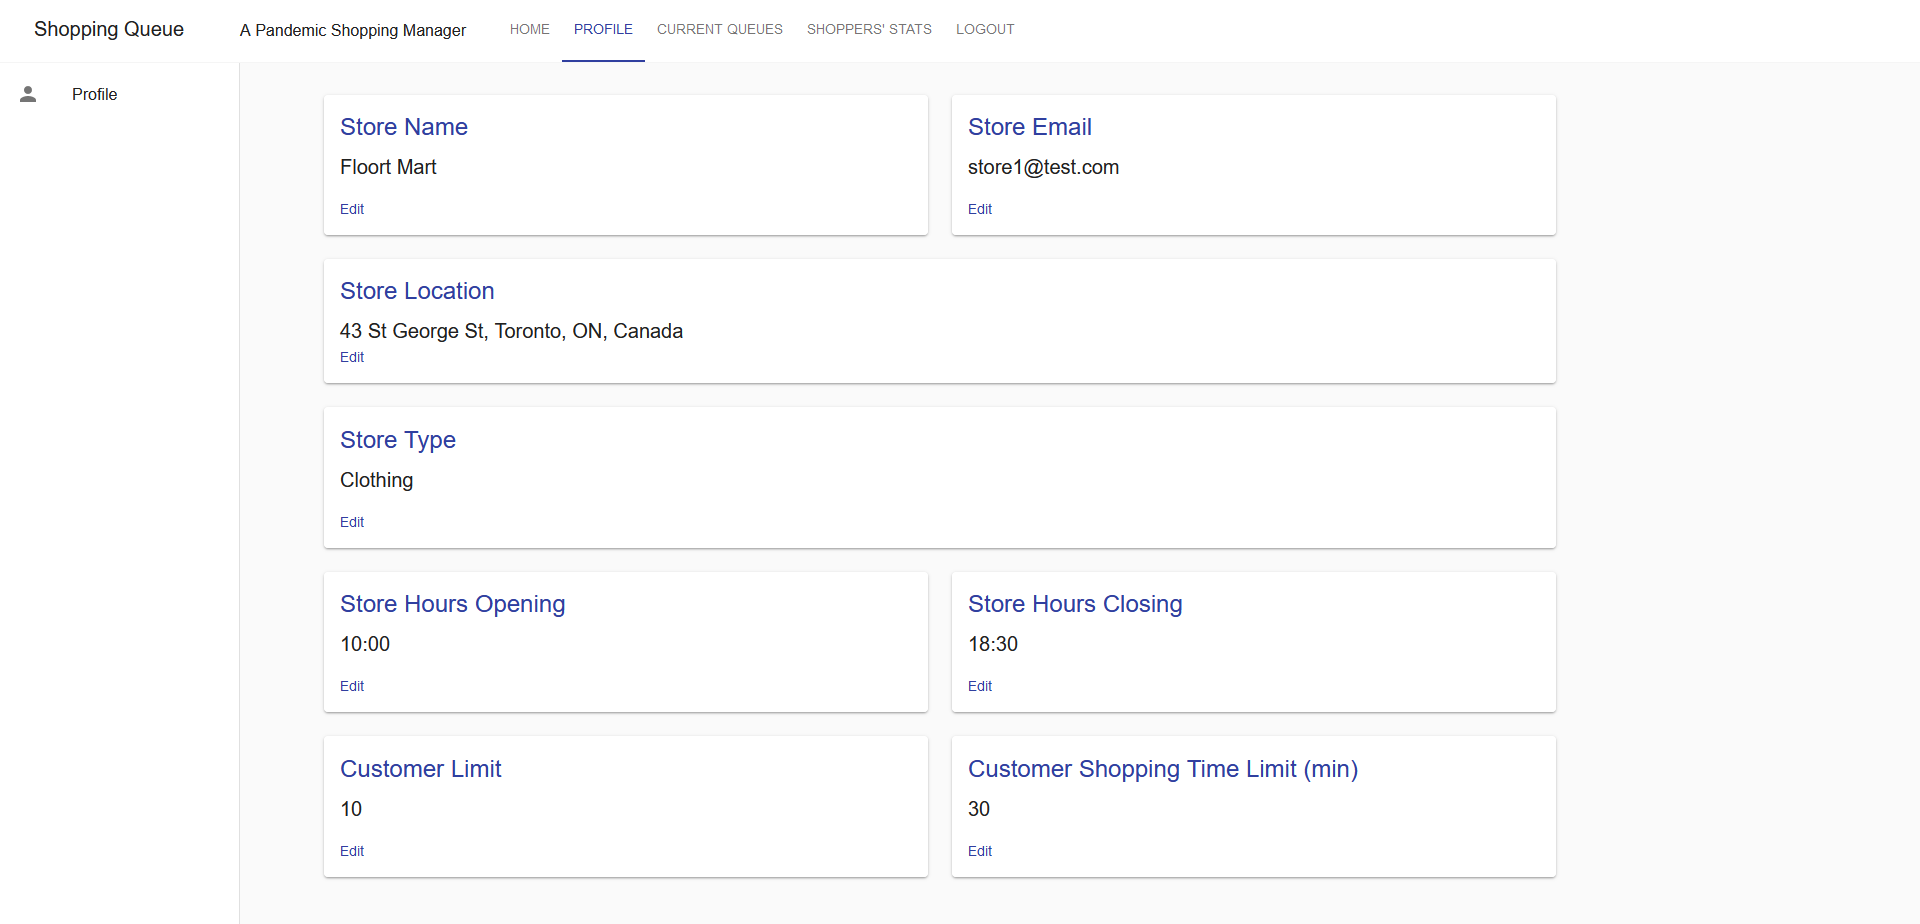 Shopping Queue
A Pandemic Shopping Manager
HOME
PROFILE
CURRENT QUEUES
SHOPPERS' STATS
LOGOUT
Profile
Store Name
Floort Mart
Edit
Store Email
store1@test.com
Edit
Store Location
43 St George St, Toronto, ON, Canada
Edit
Store Type
Clothing
Edit
Store Hours Opening
10:00
Edit
Store Hours Closing
18:30
Edit
Customer Limit
10
Edit
Customer Shopping Time Limit (min)
30
Edit